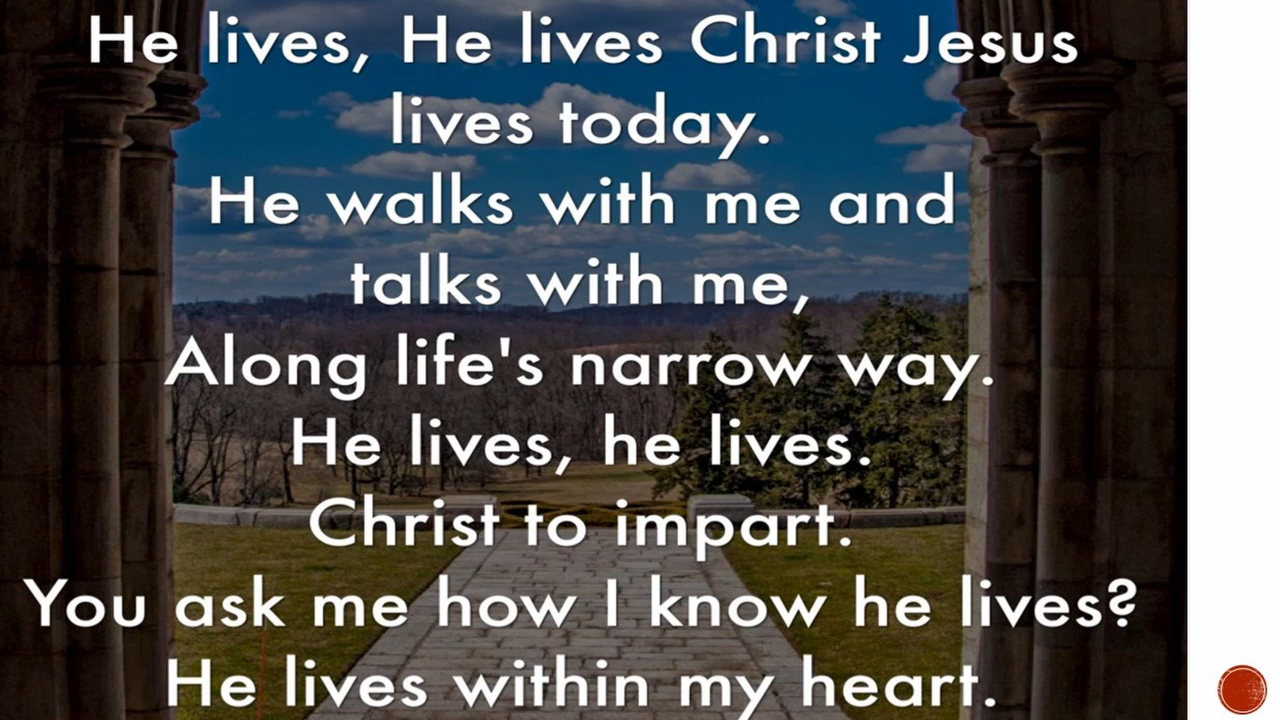 He lives, He lives Christ Jesus
lives today.
He walks with me and
talks with me,
Along life's narrow way.
He lives, he lives.
Christ to impart.
You ask me how I know he lives?
He lives within my heart.